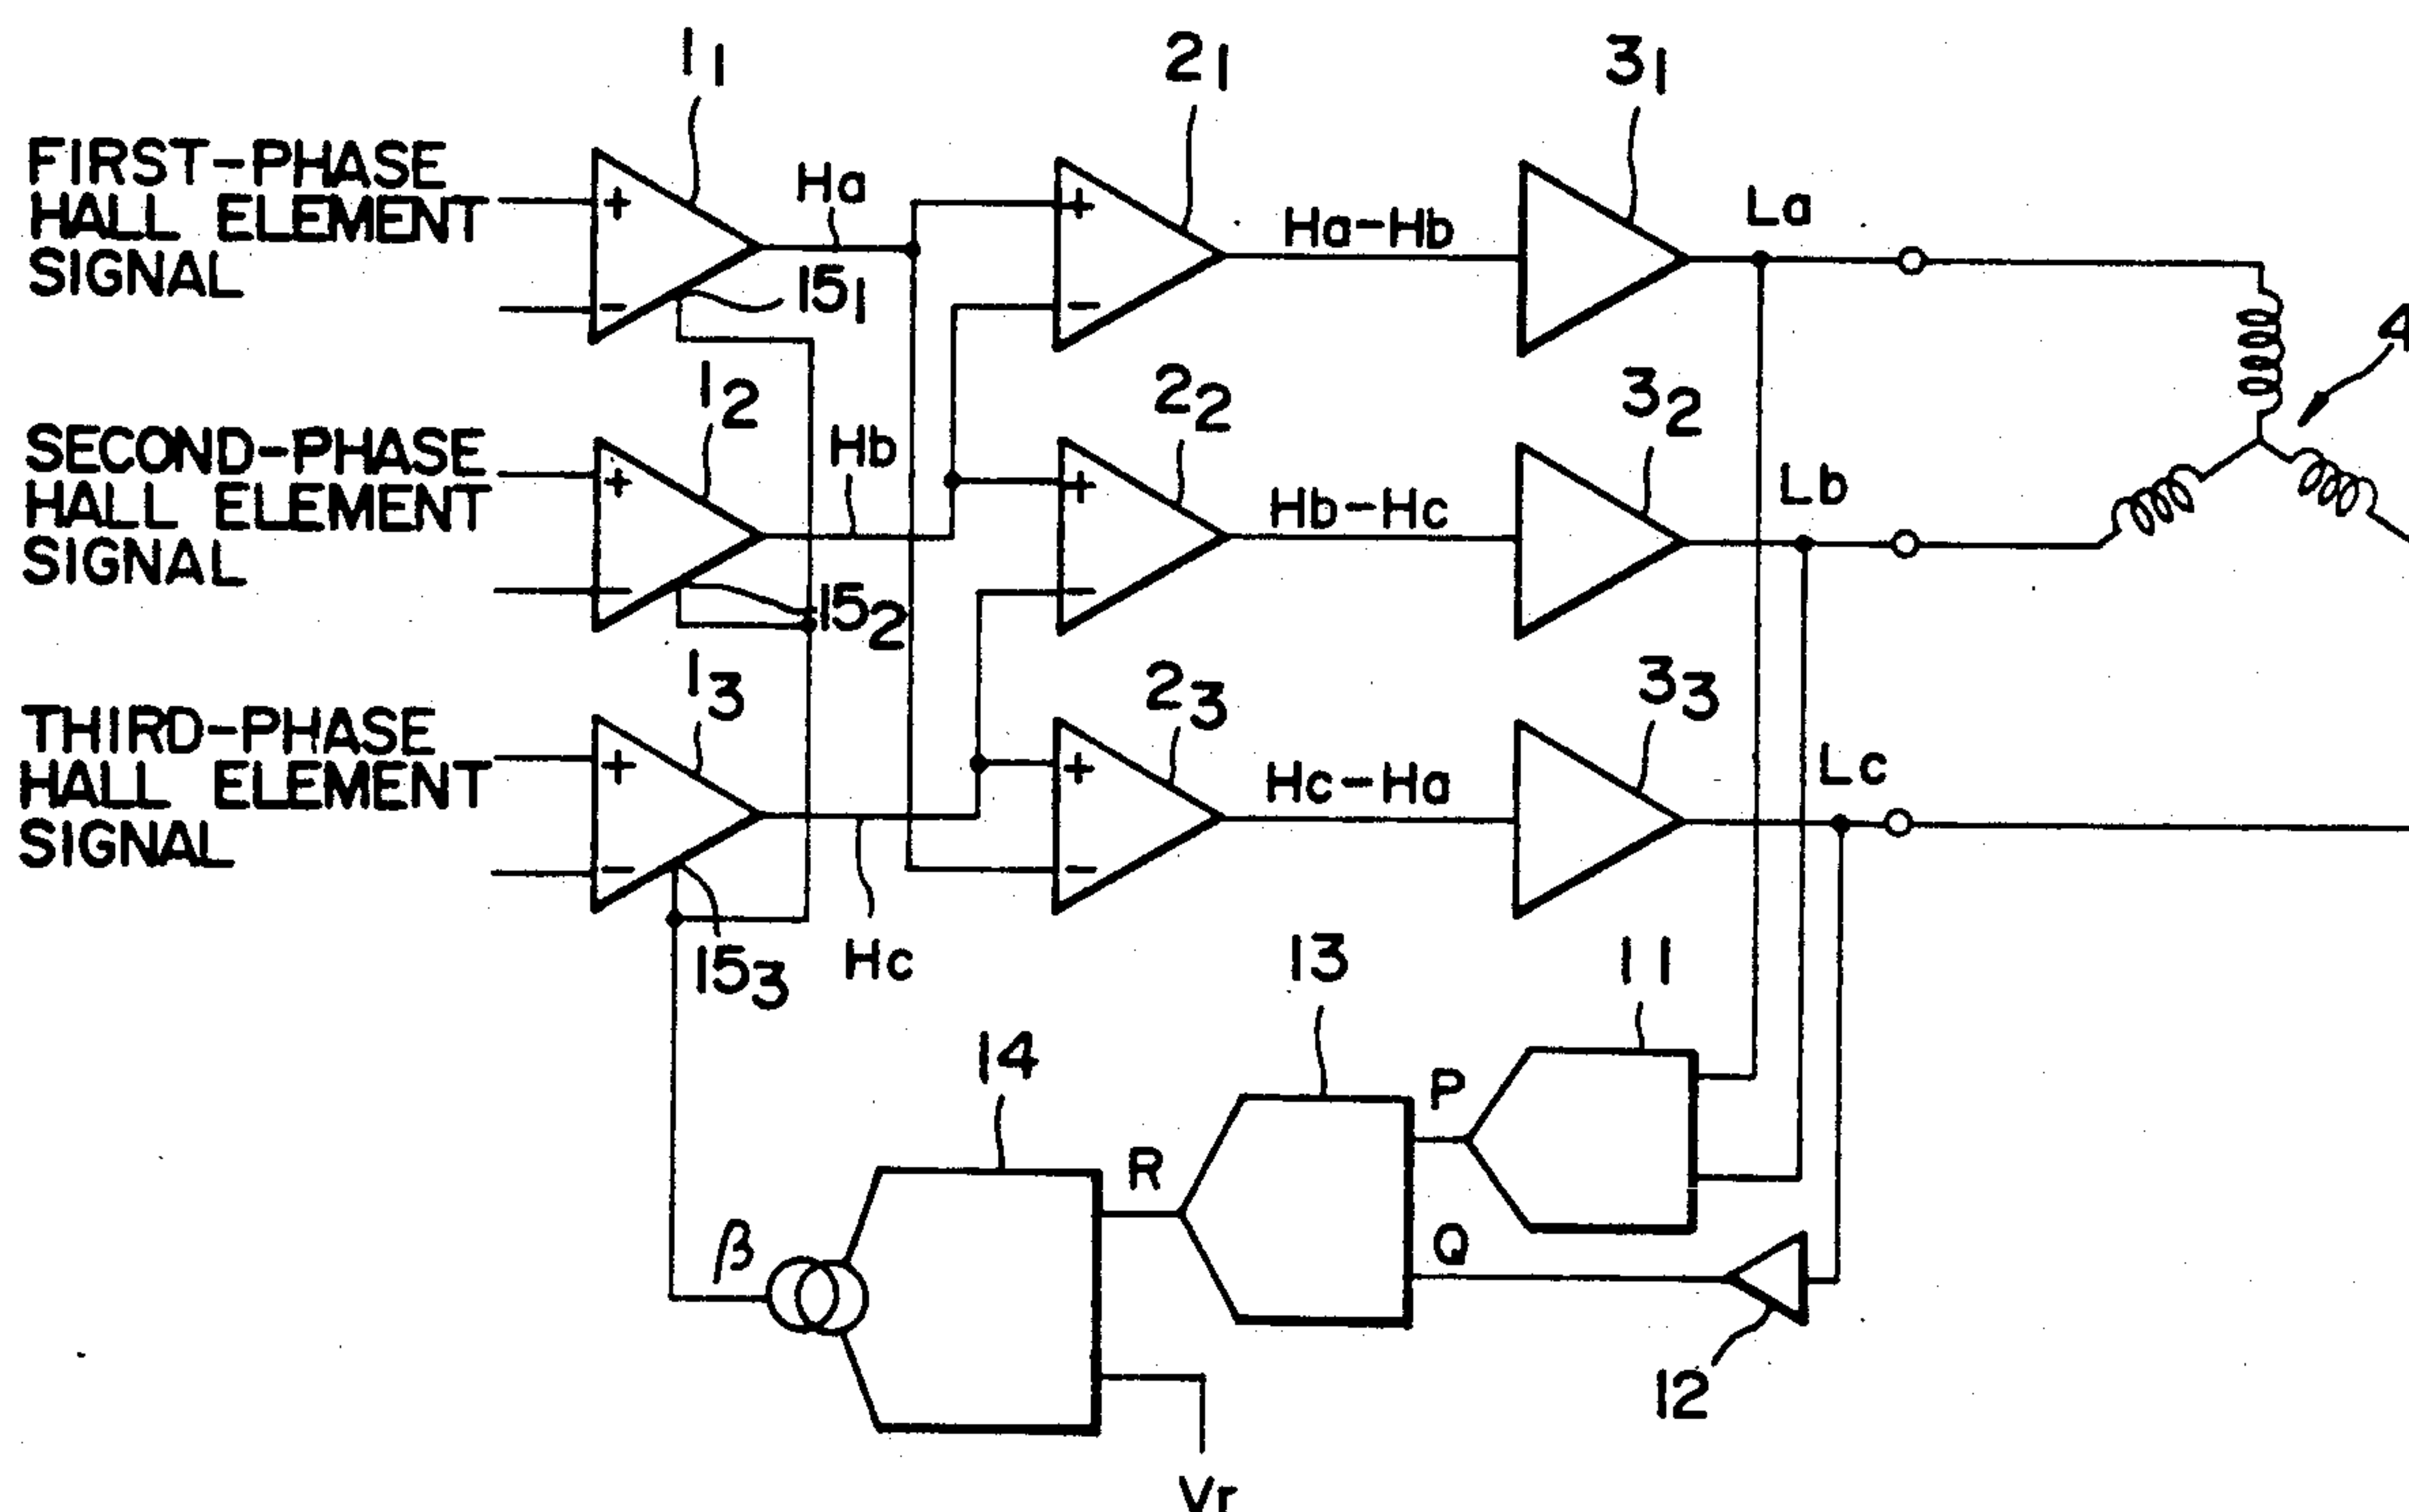 1₁
2₁
3₁
FIRST-PHASE
HALL ELEMENT
SIGNAL
+
−
Ha
15₁
+
−
Ha−Hb
La
4
1₂
2₂
3₂
SECOND-PHASE
HALL ELEMENT
SIGNAL
+
−
Hb
15₂
+
−
Hb−Hc
Lb
1₃
2₃
3₃
THIRD-PHASE
HALL ELEMENT
SIGNAL
+
−
Hc
15₃
+
−
Hc−Ha
Lc
13
11
14
P
R
Q
β
12
Vr